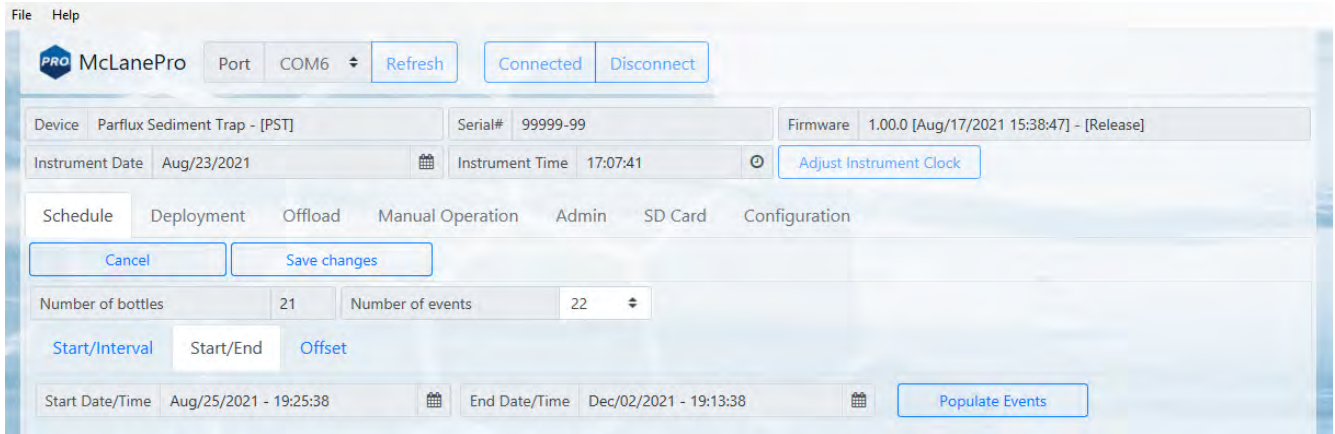 File Help
PRO McLanePro Port COM6 Refresh Connected Disconnect
Device Parflux Sediment Trap - [PST] Serial# 99999-99 Firmware 1.00.0 [Aug/17/2021 15:38:47] - [Release]
Instrument Date Aug/23/2021 Instrument Time 17:07:41 Adjust Instrument Clock
Schedule Deployment Offload Manual Operation Admin SD Card Configuration
Cancel Save changes
Number of bottles 21 Number of events 22
Start/Interval Start/End Offset
Start Date/Time Aug/25/2021 - 19:25:38 End Date/Time Dec/02/2021 - 19:13:38 Populate Events